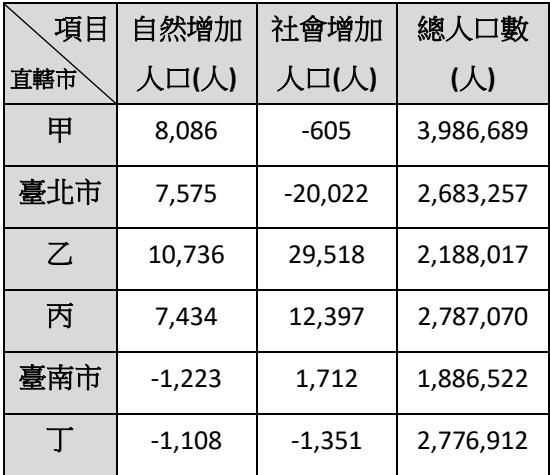 項目 自然增加 社會增加 總人口數
直轄市 人口(人) 人口(人) (人)
甲 8,086 -605 3,986,689
臺北市 7,575 -20,022 2,683,257
乙 10,736 29,518 2,188,017
丙 7,434 12,397 2,787,070
臺南市 -1,223 1,712 1,886,522
丁 -1,108 -1,351 2,776,912